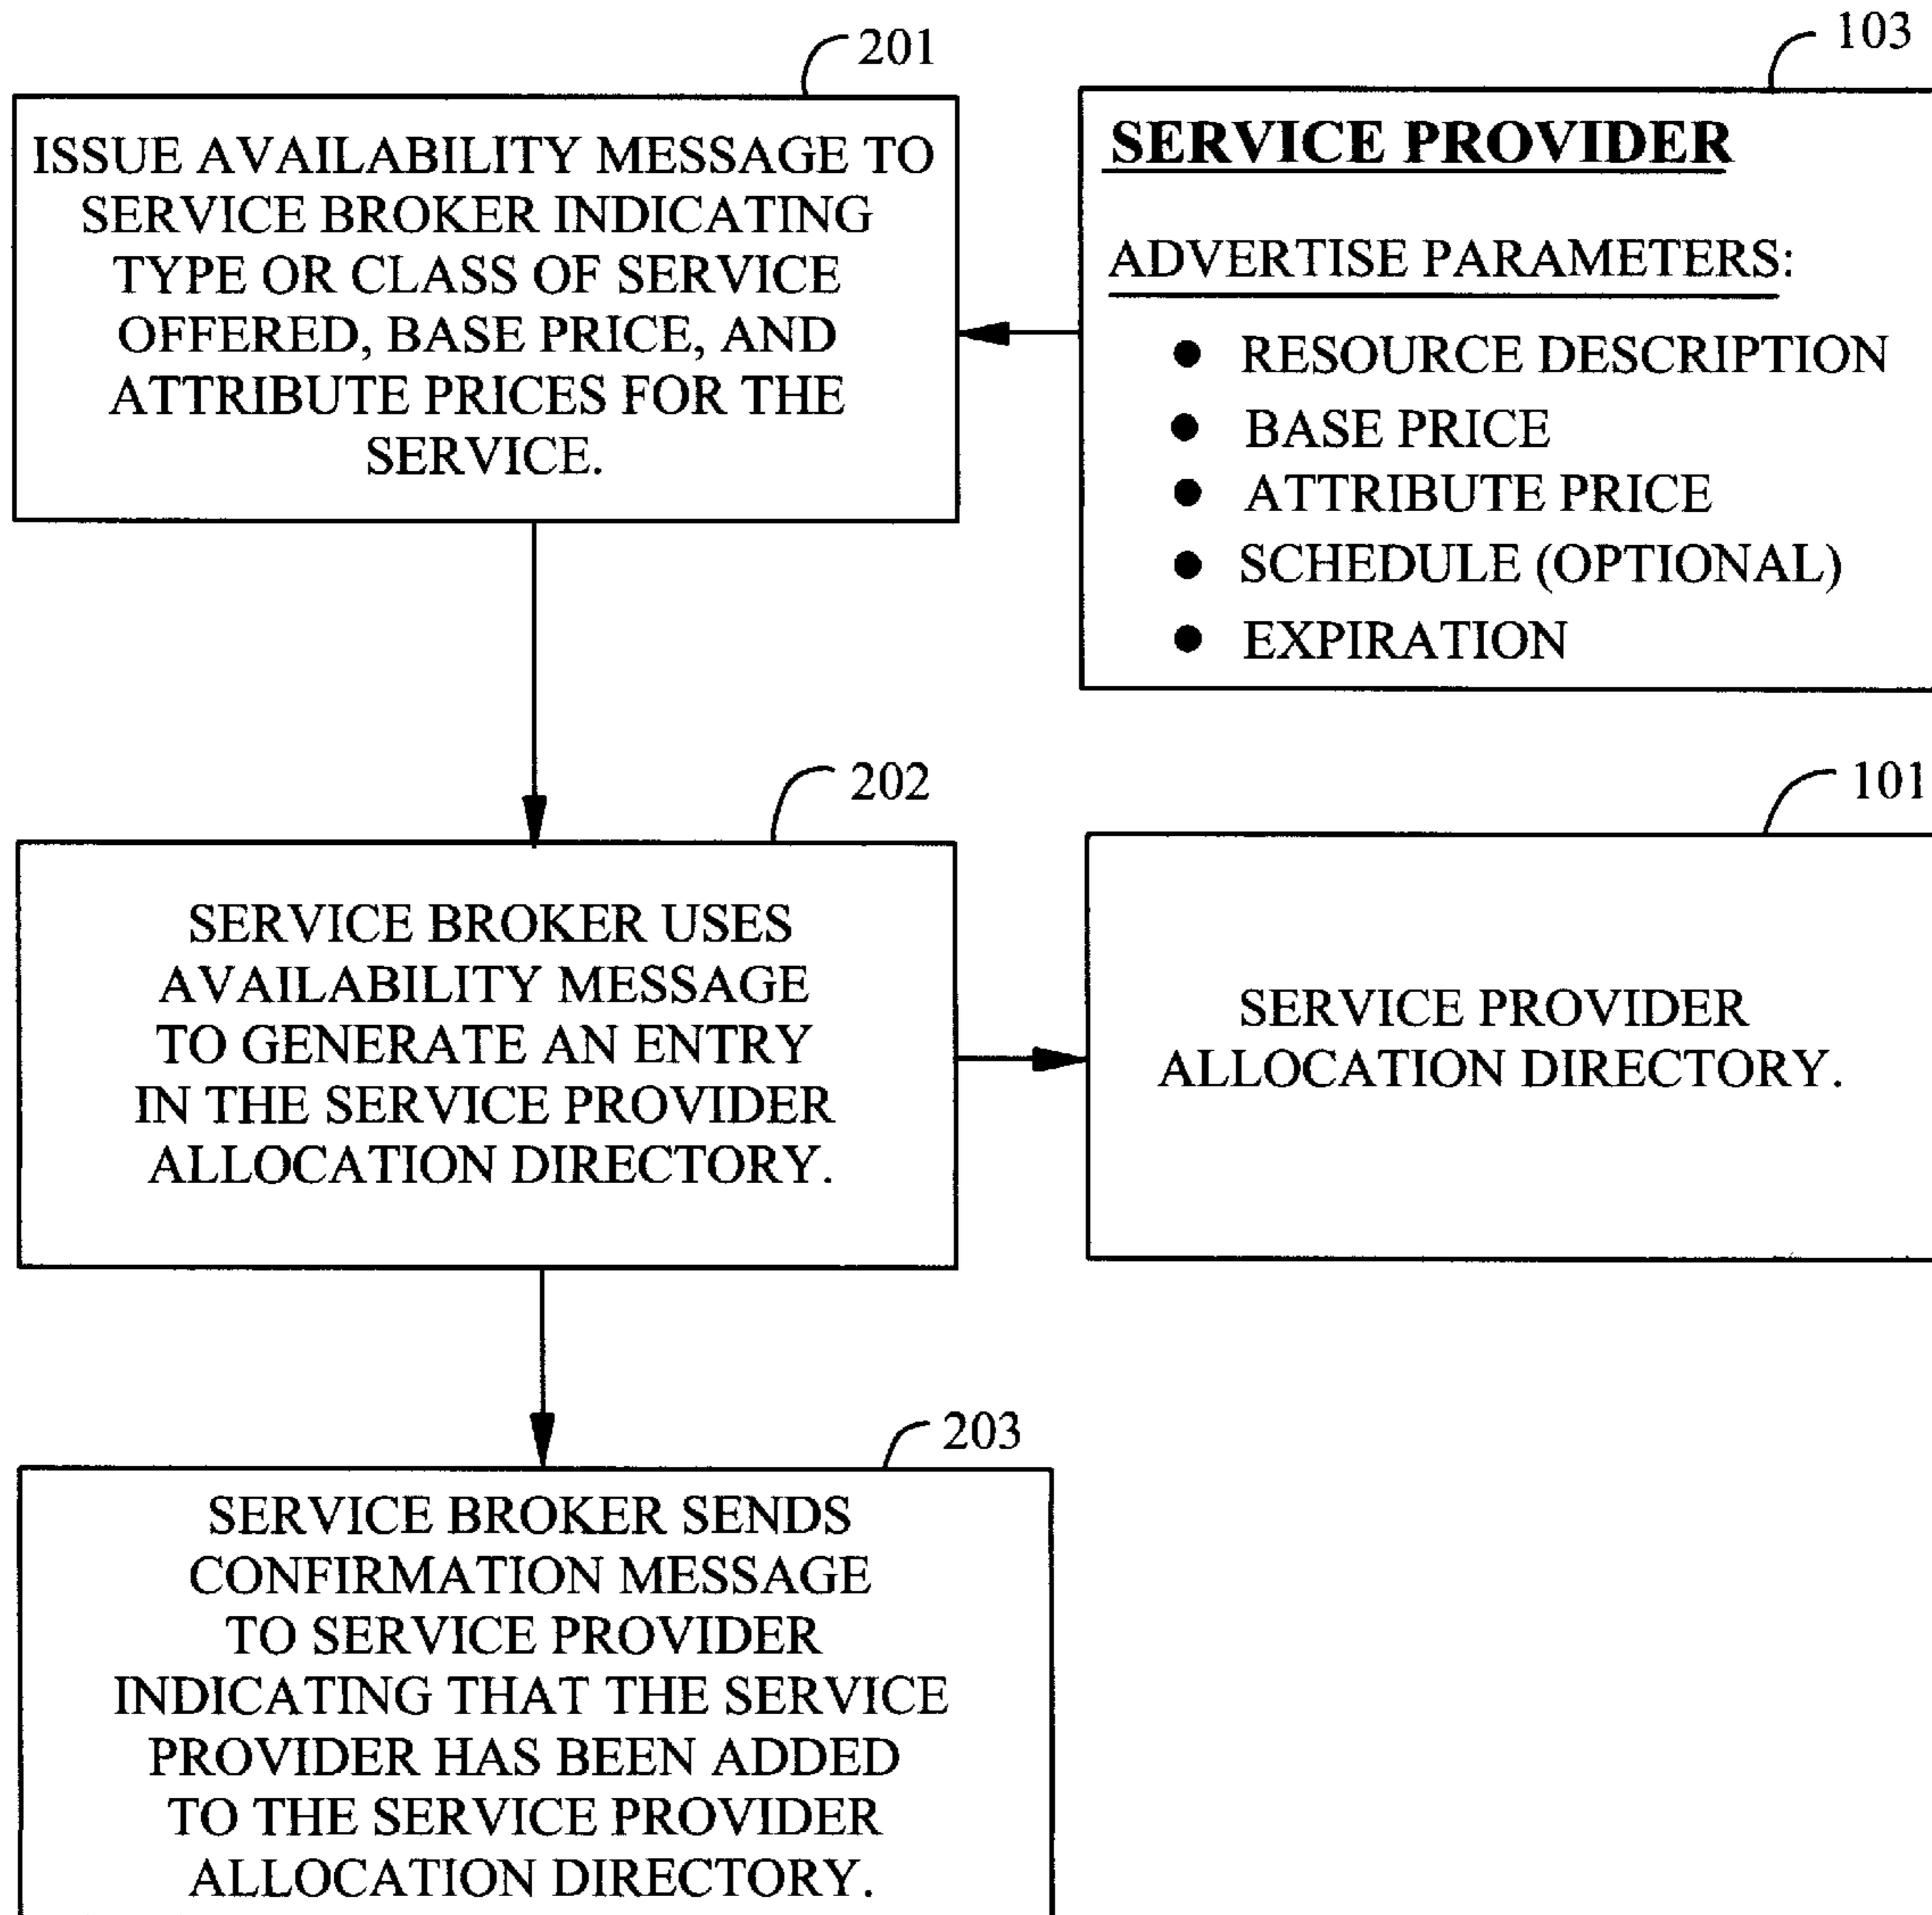 201
ISSUE AVAILABILITY MESSAGE TO
SERVICE BROKER INDICATING
TYPE OR CLASS OF SERVICE
OFFERED, BASE PRICE, AND
ATTRIBUTE PRICES FOR THE
SERVICE.
103
SERVICE PROVIDER
ADVERTISE PARAMETERS:
● RESOURCE DESCRIPTION
● BASE PRICE
● ATTRIBUTE PRICE
● SCHEDULE (OPTIONAL)
● EXPIRATION
202
SERVICE BROKER USES
AVAILABILITY MESSAGE
TO GENERATE AN ENTRY
IN THE SERVICE PROVIDER
ALLOCATION DIRECTORY.
101
SERVICE PROVIDER
ALLOCATION DIRECTORY.
203
SERVICE BROKER SENDS
CONFIRMATION MESSAGE
TO SERVICE PROVIDER
INDICATING THAT THE SERVICE
PROVIDER HAS BEEN ADDED
TO THE SERVICE PROVIDER
ALLOCATION DIRECTORY.